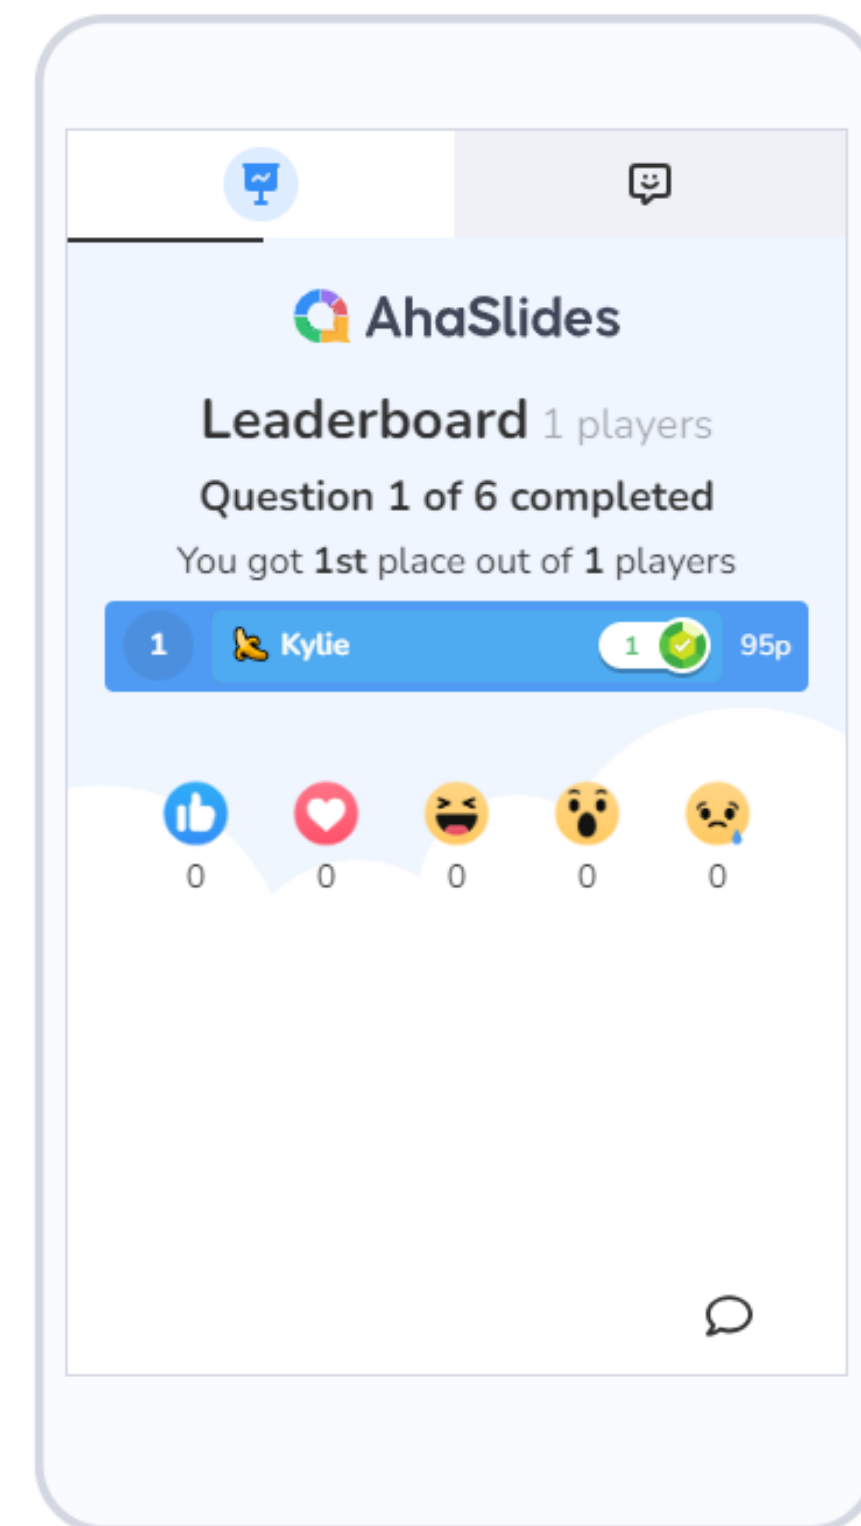 AhaSlides
Leaderboard 1 players
Question 1 of 6 completed
You got 1st place out of 1 players
1 Kylie 1 95p
0 0 0 0 0